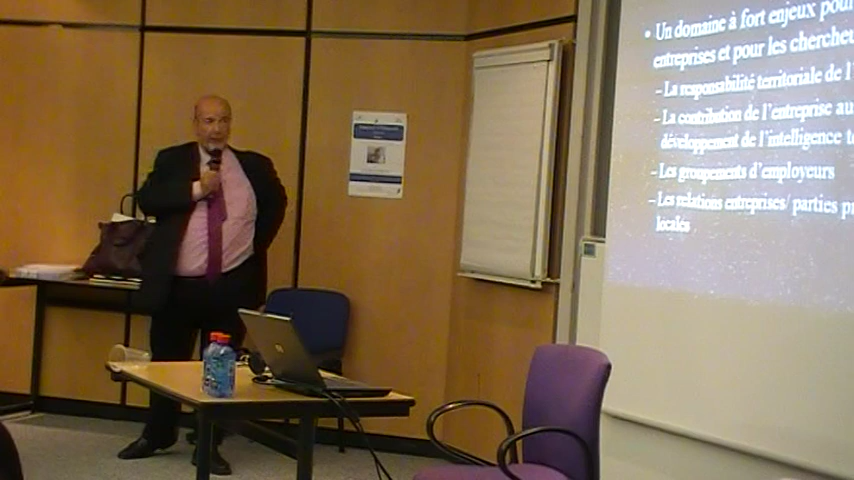 • Un domaine à fort enjeux pour
entreprises et pour les chercheu
– La responsabilité territoriale de l'
– La contribution de l'entreprise au
développement de l'intelligence t
– Les groupements d'employeurs
– Les relations entreprises/ parties pr
locales